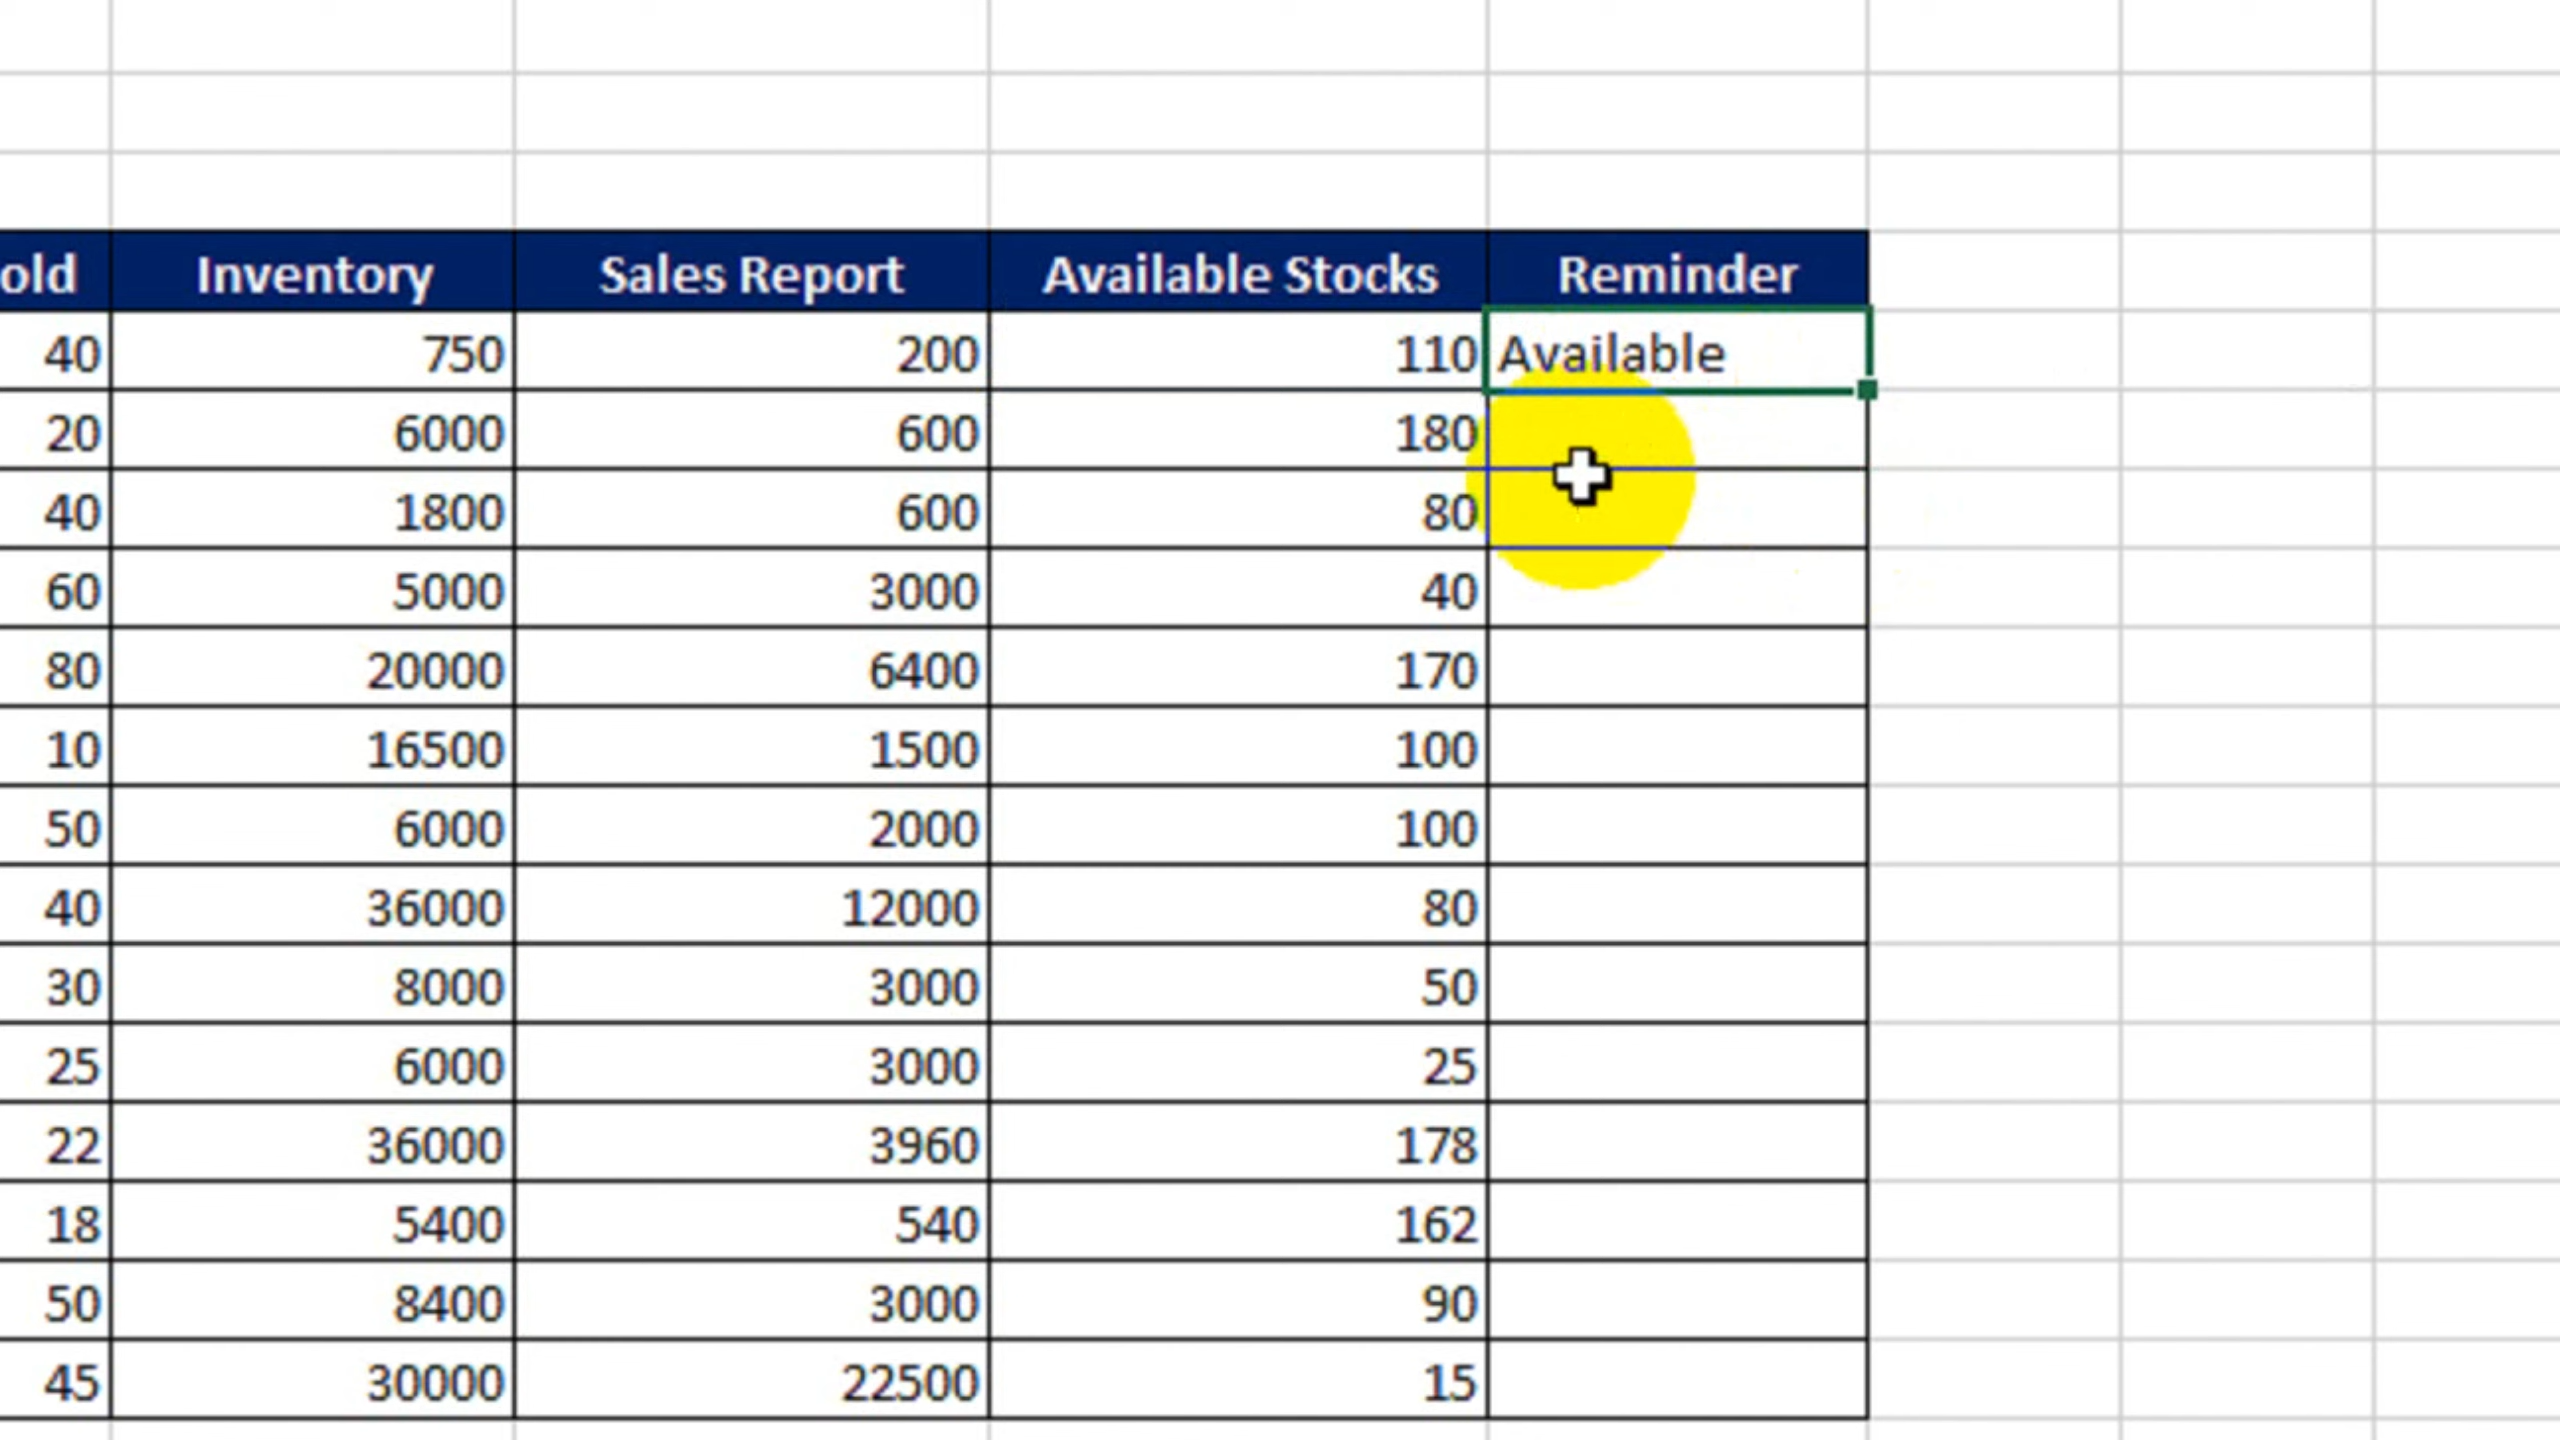 old Inventory Sales Report Available Stocks Reminder
40 750 200 110 Available
20 6000 600 180
40 1800 600 80
60 5000 3000 40
80 20000 6400 170
10 16500 1500 100
50 6000 2000 100
40 36000 12000 80
30 8000 3000 50
25 6000 3000 25
22 36000 3960 178
18 5400 540 162
50 8400 3000 90
45 30000 22500 15